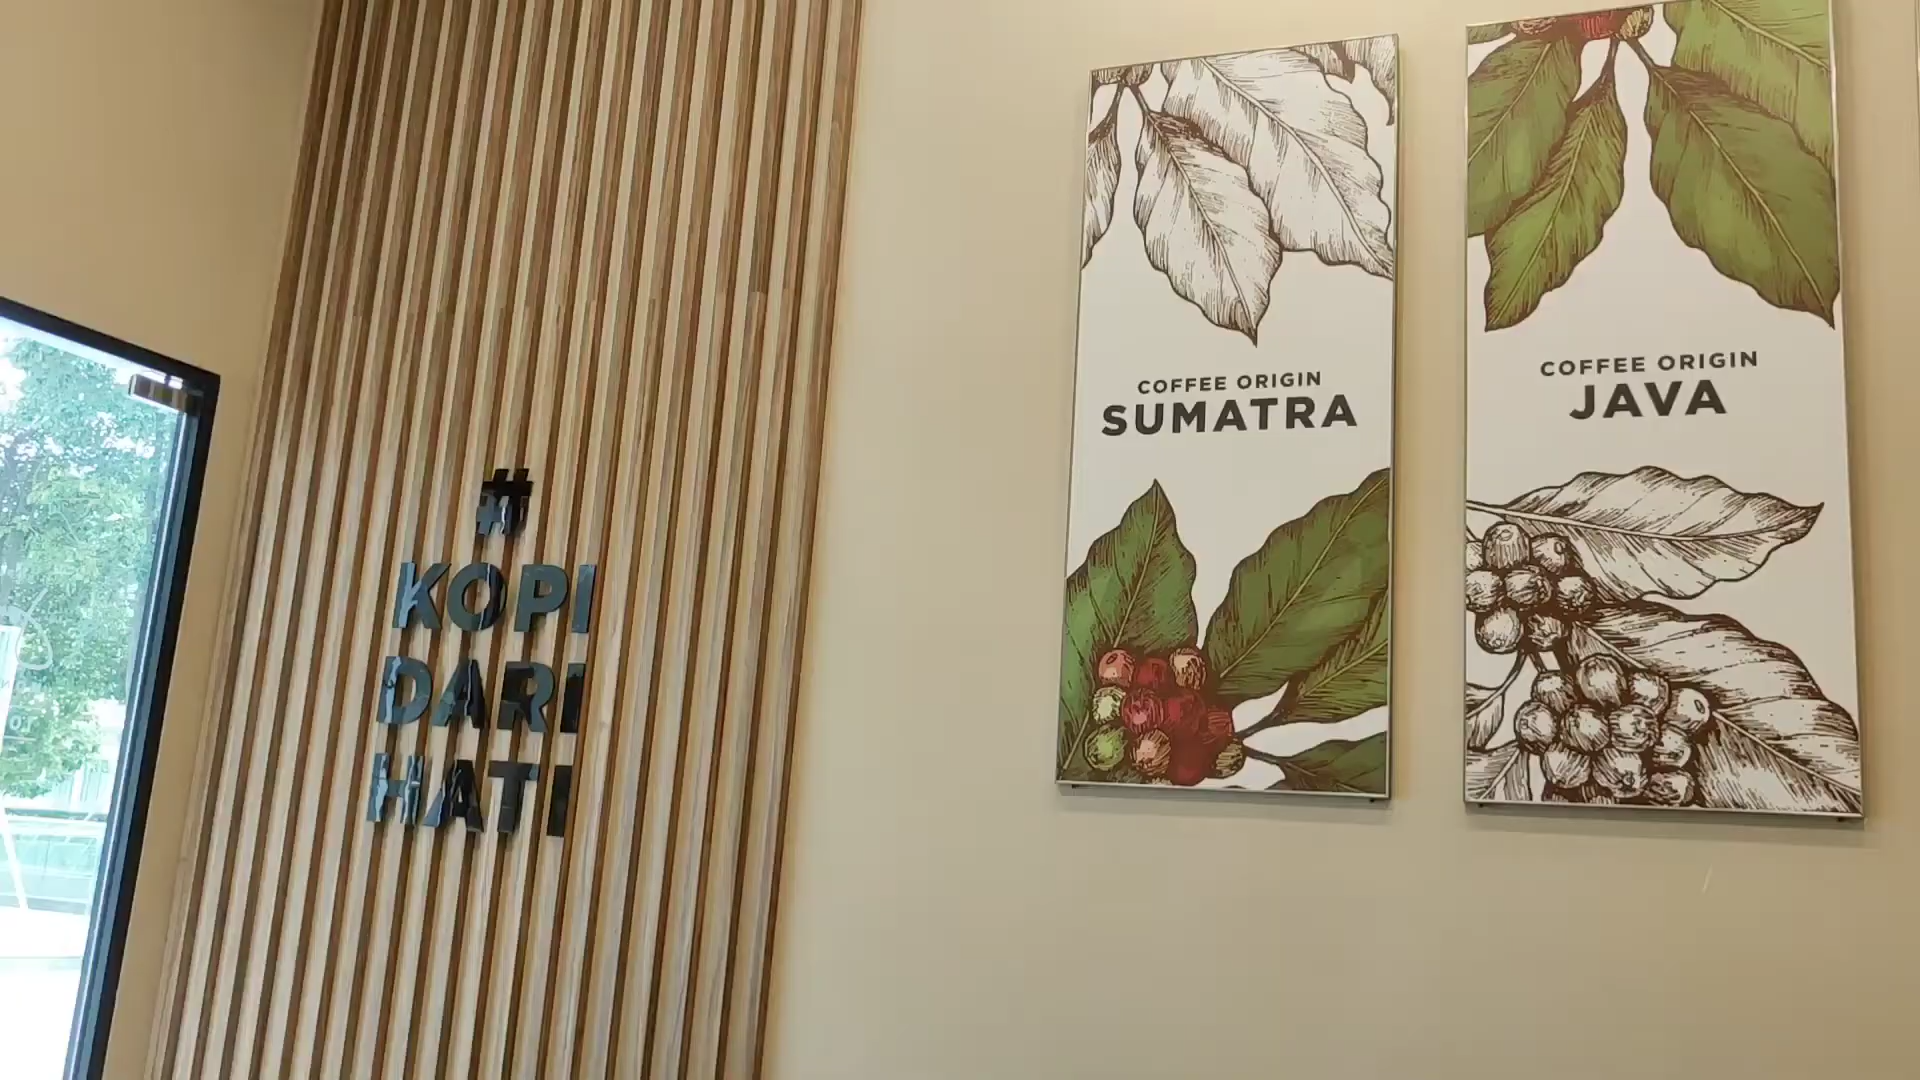 #
KOPI
DARI
HATI
COFFEE ORIGIN
SUMATRA
COFFEE ORIGIN
JAVA